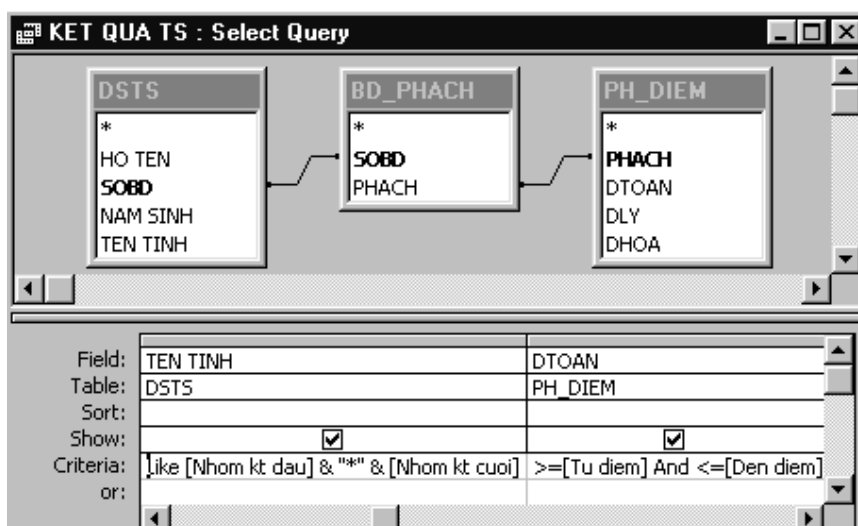 KET QUA TS : Select Query
DSTS
*
HO TEN
SOBD
NAM SINH
TEN TINH
BD_PHACH
*
SOBD
PHACH
PH_DIEM
*
PHACH
DTOAN
DLY
DHOA
Field: TEN TINH DTOAN
Table: DSTS PH_DIEM
Sort:
Show:
Criteria: like [Nhom kt dau] & "*" & [Nhom kt cuoi] >=[Tu diem] And <=[Den diem]
or: